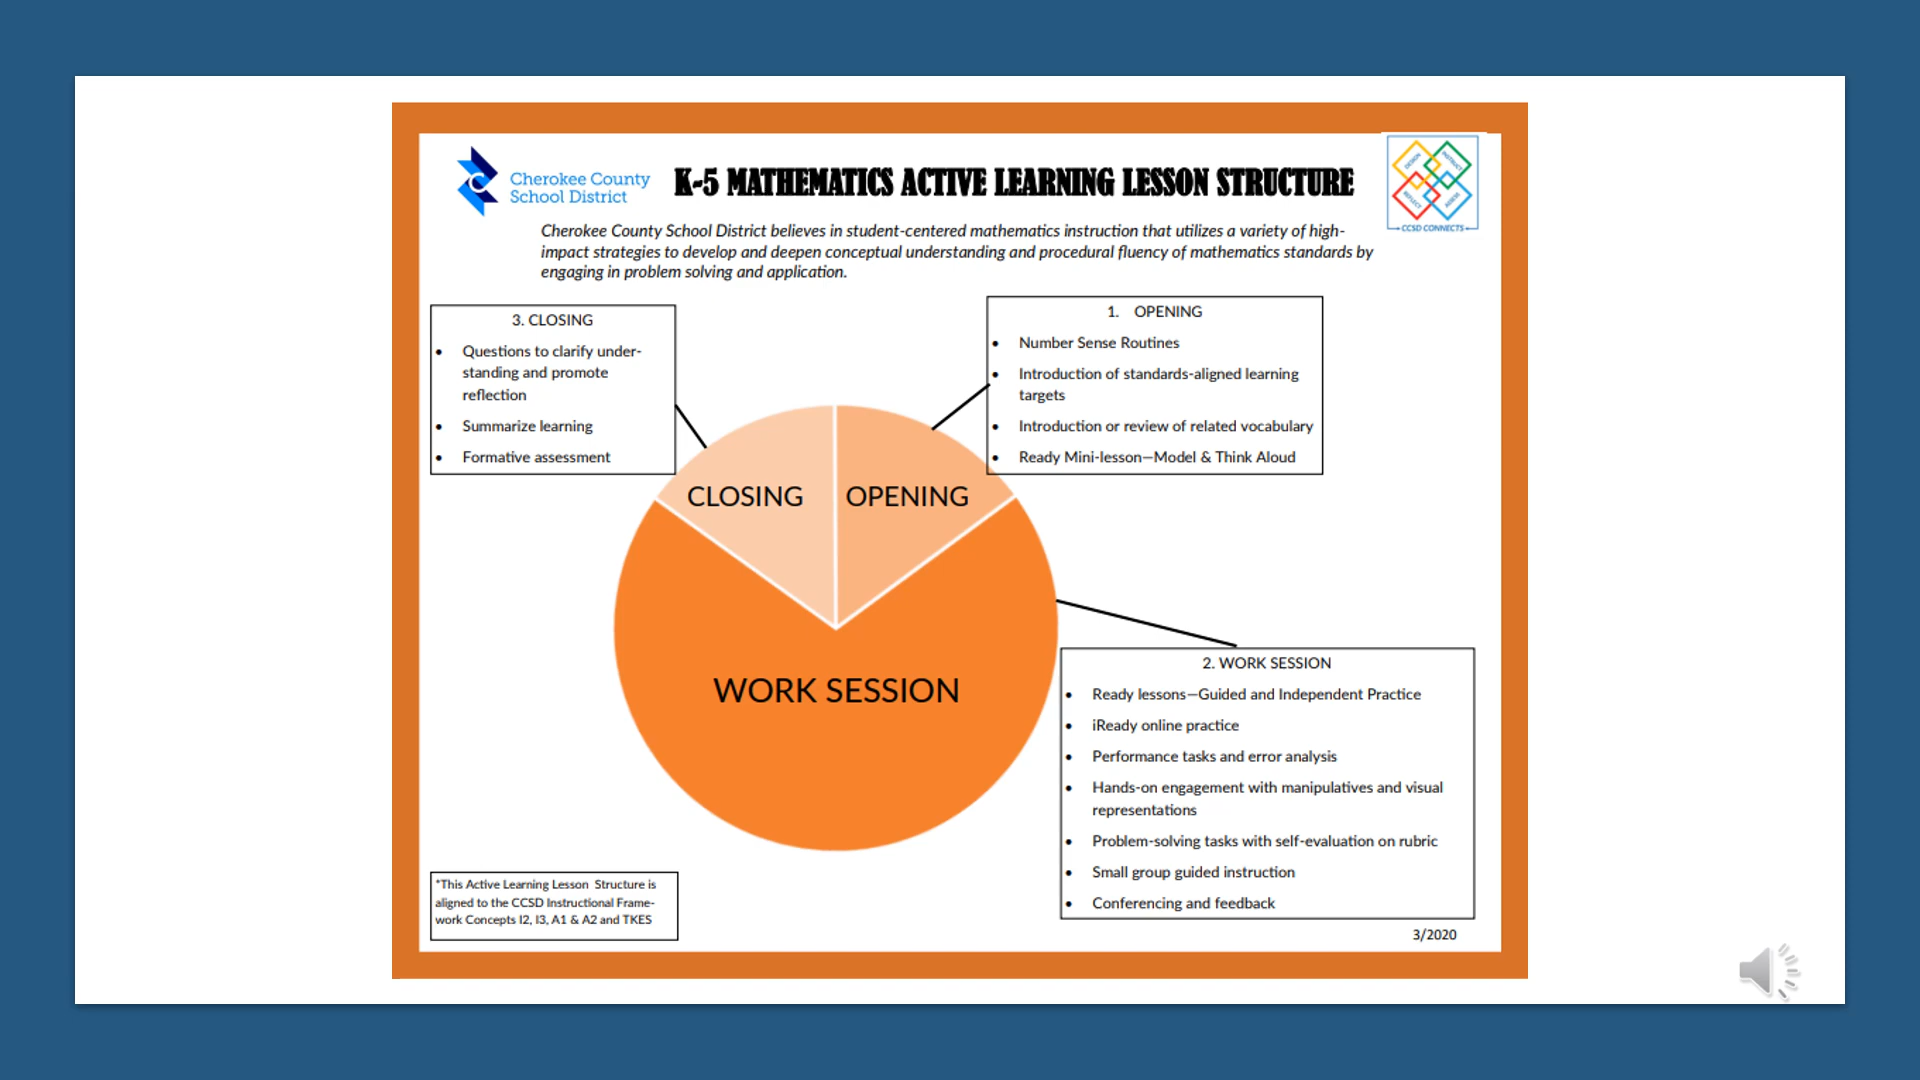 Cherokee County
School District
K-5 MATHEMATICS ACTIVE LEARNING LESSON STRUCTURE
DESIGN
INSTRUCT
REFLECT
ASSESS
CCSD CONNECTS
Cherokee County School District believes in student-centered mathematics instruction that utilizes a variety of high-
impact strategies to develop and deepen conceptual understanding and procedural fluency of mathematics standards by
engaging in problem solving and application.
3. CLOSING
• Questions to clarify under-
standing and promote
reflection
• Summarize learning
• Formative assessment
1. OPENING
• Number Sense Routines
• Introduction of standards-aligned learning
targets
• Introduction or review of related vocabulary
• Ready Mini-lesson—Model & Think Aloud
CLOSING
OPENING
WORK SESSION
2. WORK SESSION
• Ready lessons—Guided and Independent Practice
• iReady online practice
• Performance tasks and error analysis
• Hands-on engagement with manipulatives and visual
representations
• Problem-solving tasks with self-evaluation on rubric
• Small group guided instruction
• Conferencing and feedback
*This Active Learning Lesson Structure is
aligned to the CCSD Instructional Frame-
work Concepts I2, I3, A1 & A2 and TKES
3/2020